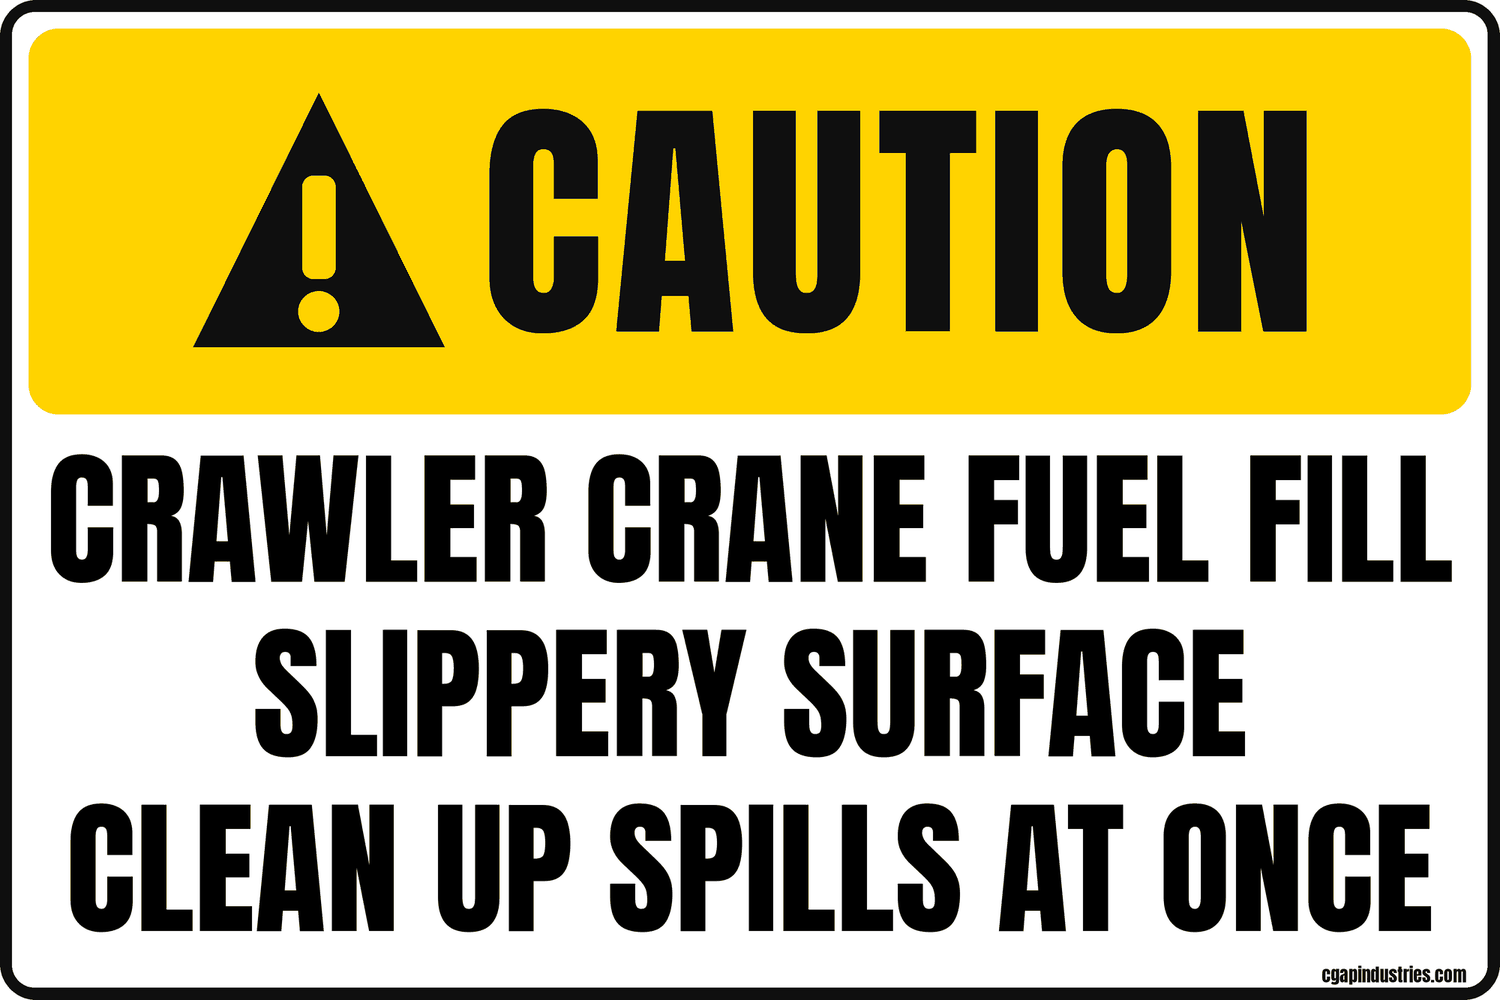 CAUTION
CRAWLER CRANE FUEL FILL
SLIPPERY SURFACE
CLEAN UP SPILLS AT ONCE
cgapindustries.com